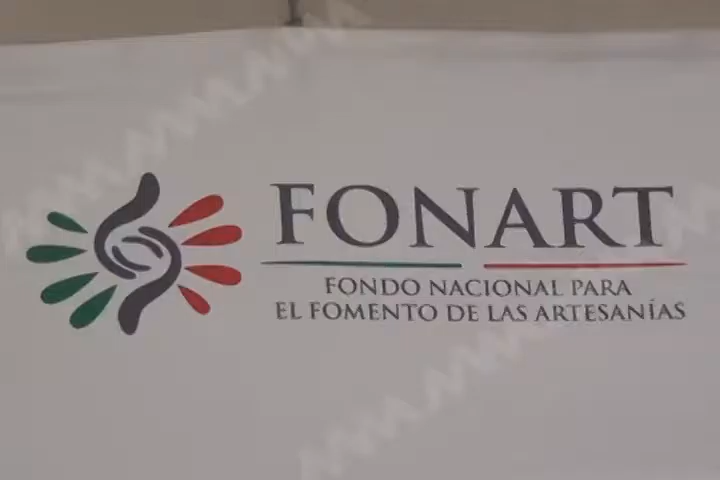 FONART
FONDO NACIONAL PARA
EL FOMENTO DE LAS ARTESANÍAS